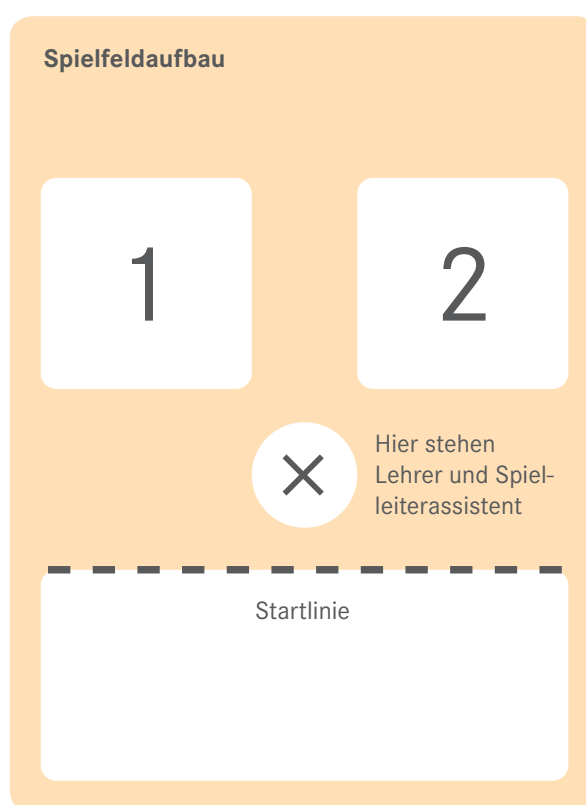 Spielfeldaufbau
1
2
Hier stehen
Lehrer und Spiel-
leiterassistent
Startlinie